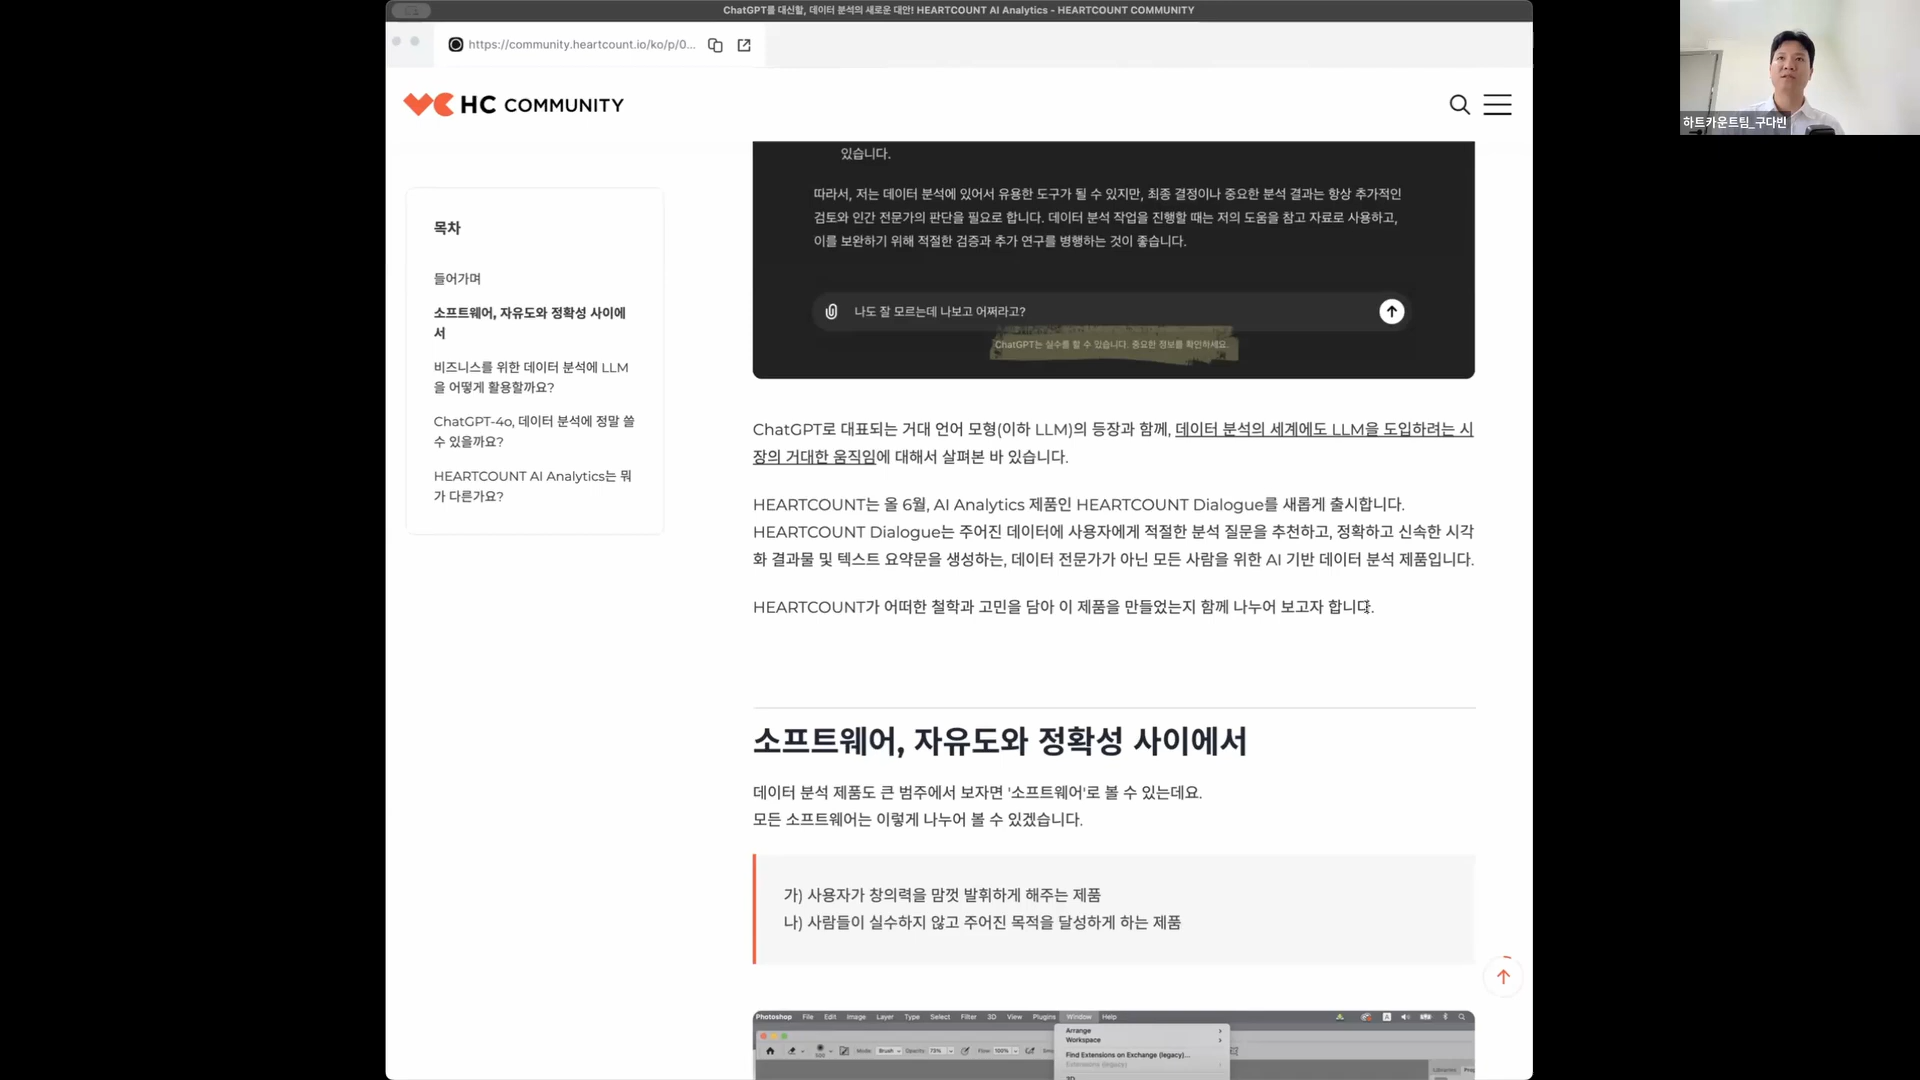 ChatGPT를 대신할, 데이터 분석의 새로운 대안! HEARTCOUNT AI Analytics - HEARTCOUNT COMMUNITY
https://community.heartcount.io/ko/p/0...
HC COMMUNITY
하트카운트팀_구다빈
목차
들어가며
소프트웨어, 자유도와 정확성 사이에
서
비즈니스를 위한 데이터 분석에 LLM
을 어떻게 활용할까요?
ChatGPT-4o, 데이터 분석에 정말 쓸
수 있을까요?
HEARTCOUNT AI Analytics는 뭐
가 다른가요?
있습니다.
따라서, 저는 데이터 분석에 있어서 유용한 도구가 될 수 있지만, 최종 결정이나 중요한 분석 결과는 항상 추가적인
검토와 인간 전문가의 판단을 필요로 합니다. 데이터 분석 작업을 진행할 때는 저의 도움을 참고 자료로 사용하고,
이를 보완하기 위해 적절한 검증과 추가 연구를 병행하는 것이 좋습니다.
나도 잘 모르는데 나보고 어쩌라고?
ChatGPT는 실수를 할 수 있습니다. 중요한 정보를 확인하세요.
ChatGPT로 대표되는 거대 언어 모형(이하 LLM)의 등장과 함께, 데이터 분석의 세계에도 LLM을 도입하려는 시
장의 거대한 움직임에 대해서 살펴본 바 있습니다.
HEARTCOUNT는 올 6월, AI Analytics 제품인 HEARTCOUNT Dialogue를 새롭게 출시합니다.
HEARTCOUNT Dialogue는 주어진 데이터에 사용자에게 적절한 분석 질문을 추천하고, 정확하고 신속한 시각
화 결과물 및 텍스트 요약문을 생성하는, 데이터 전문가가 아닌 모든 사람을 위한 AI 기반 데이터 분석 제품입니다.
HEARTCOUNT가 어떠한 철학과 고민을 담아 이 제품을 만들었는지 함께 나누어 보고자 합니다.
소프트웨어, 자유도와 정확성 사이에서
데이터 분석 제품도 큰 범주에서 보자면 '소프트웨어'로 볼 수 있는데요.
모든 소프트웨어는 이렇게 나누어 볼 수 있겠습니다.
가) 사용자가 창의력을 맘껏 발휘하게 해주는 제품
나) 사람들이 실수하지 않고 주어진 목적을 달성하게 하는 제품
Photoshop File Edit Image Layer Type Select Filter 3D View Plugins Window Help
Arrange
Workspace
Find Extensions on Exchange (legacy)...
Extensions (legacy)
3D
500 Mode: Brush Opacity: 73% Flow: 100%
Libraries